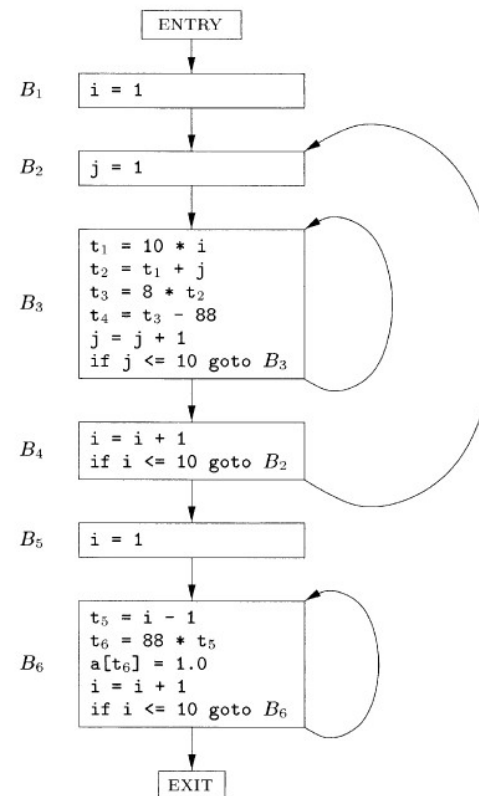 ENTRY
B₁ i = 1
B₂ j = 1
t₁ = 10 * i
t₂ = t₁ + j
t₃ = 8 * t₂
B₃ t₄ = t₃ - 88
j = j + 1
if j <= 10 goto B₃
B₄ i = i + 1
if i <= 10 goto B₂
B₅ i = 1
t₅ = i - 1
t₆ = 88 * t₅
B₆ a[t₆] = 1.0
i = i + 1
if i <= 10 goto B₆
EXIT